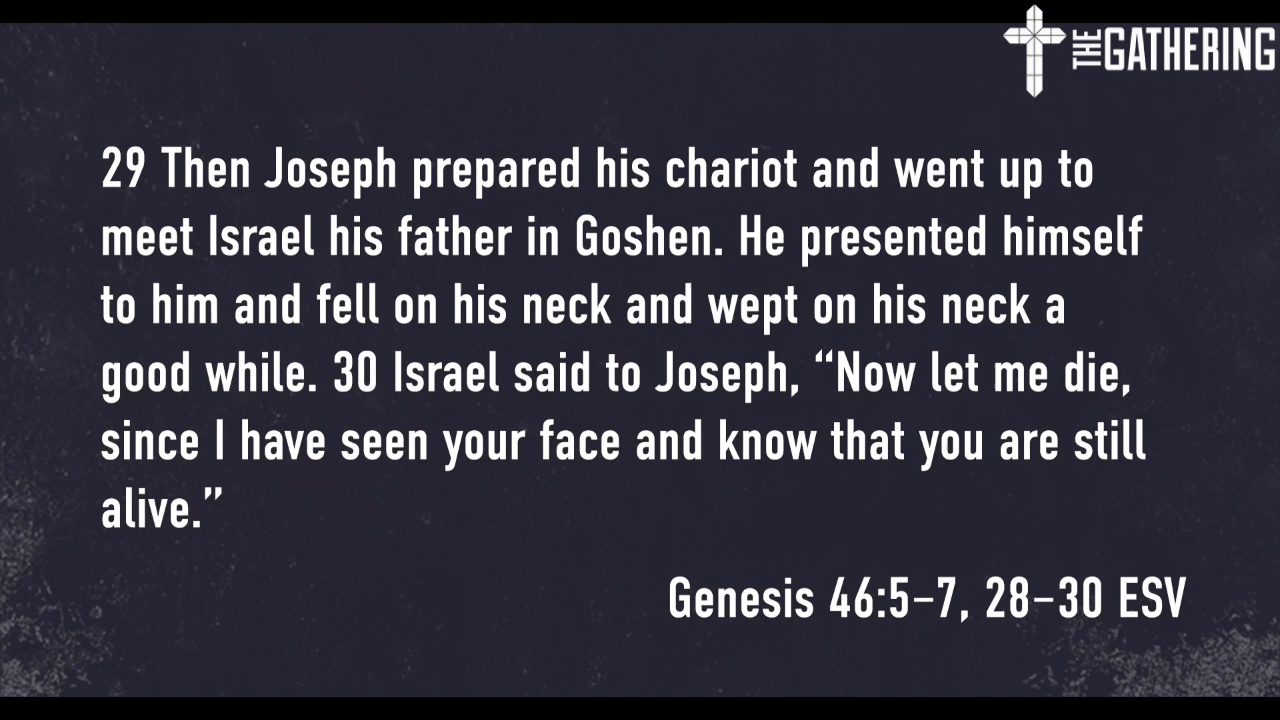 THE GATHERING
29 Then Joseph prepared his chariot and went up to
meet Israel his father in Goshen. He presented himself
to him and fell on his neck and wept on his neck a
good while. 30 Israel said to Joseph, “Now let me die,
since I have seen your face and know that you are still
alive.”
Genesis 46:5–7, 28–30 ESV